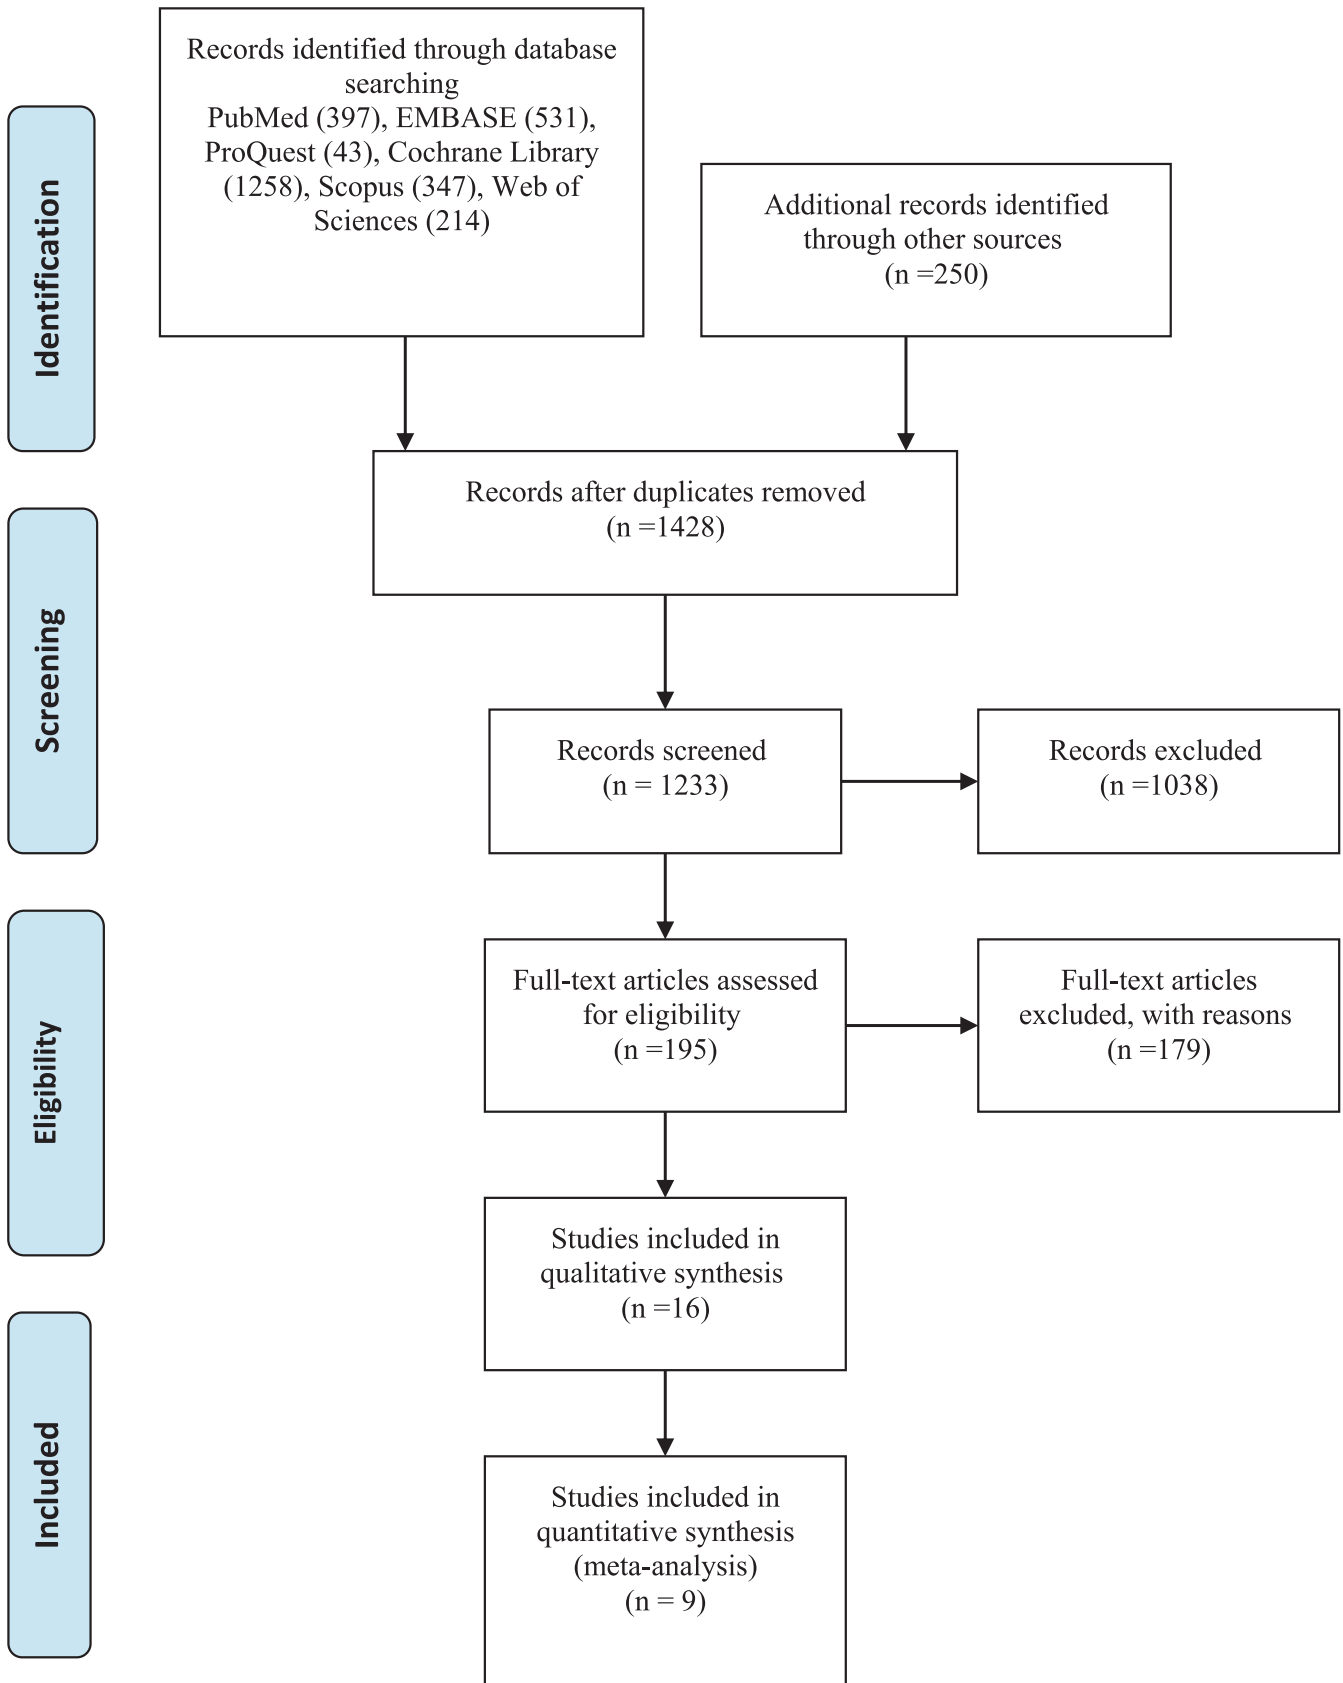 Identification
Records identified through database
searching
PubMed (397), EMBASE (531),
ProQuest (43), Cochrane Library
(1258), Scopus (347), Web of
Sciences (214)
Additional records identified
through other sources
(n =250)
Records after duplicates removed
(n =1428)
Screening
Records screened
(n = 1233)
Records excluded
(n =1038)
Eligibility
Full-text articles assessed
for eligibility
(n =195)
Full-text articles
excluded, with reasons
(n =179)
Studies included in
qualitative synthesis
(n =16)
Included
Studies included in
quantitative synthesis
(meta-analysis)
(n = 9)